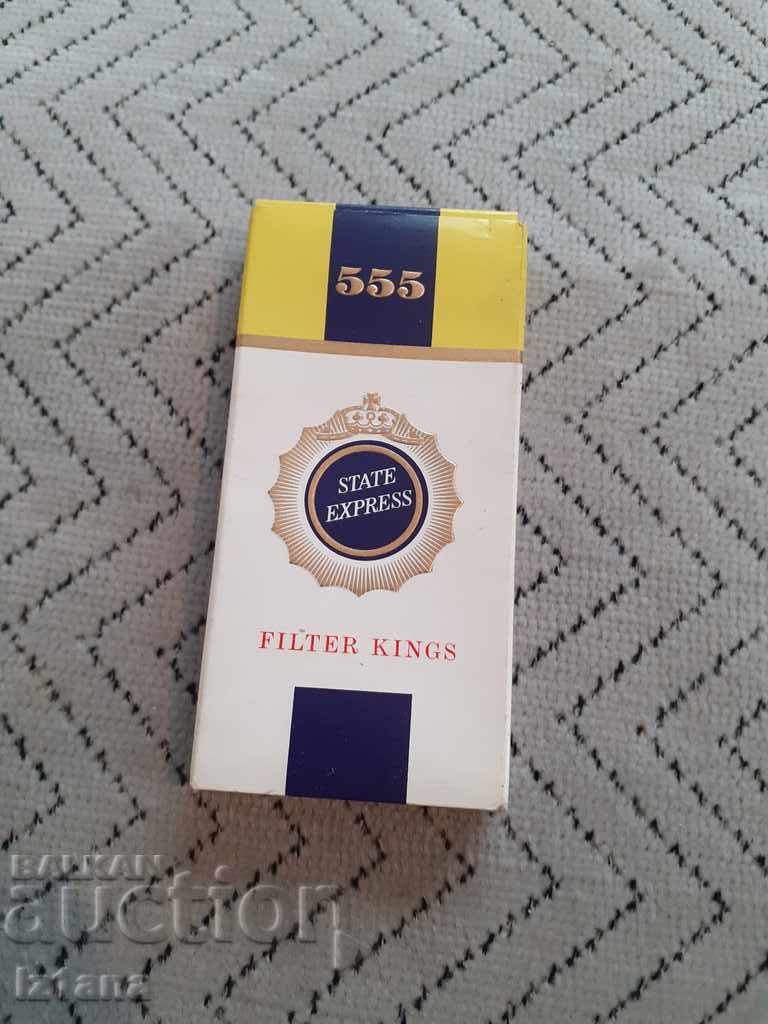 555
STATE
EXPRESS
FILTER KINGS
BALKAN
auction
Iztana